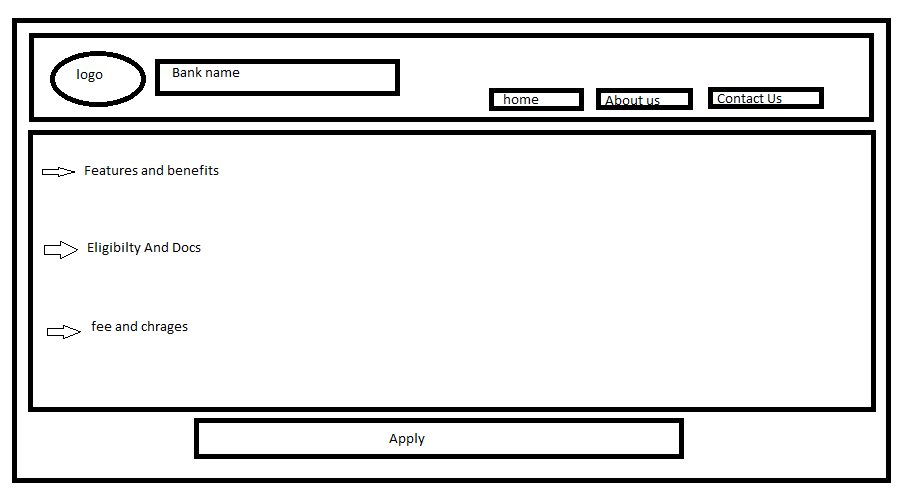 logo
Bank name
home
About us
Contact Us
Features and benefits
Eligibilty And Docs
fee and chrages
Apply